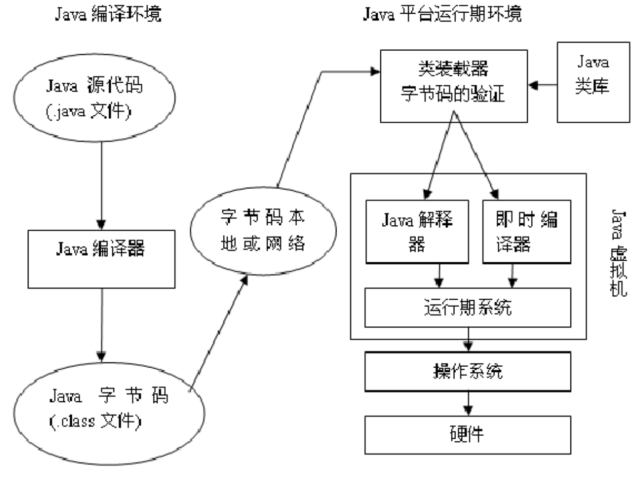 Java 编译环境
Java 源代码
(.java 文件)
Java 编译器
Java 字节码
(.class 文件)
字节码本
地或网络
Java 平台运行期环境
类装载器
字节码的验证
Java
类库
Java 解释
器
即时编
译器
运行期系统
Java 虚拟机
操作系统
硬件